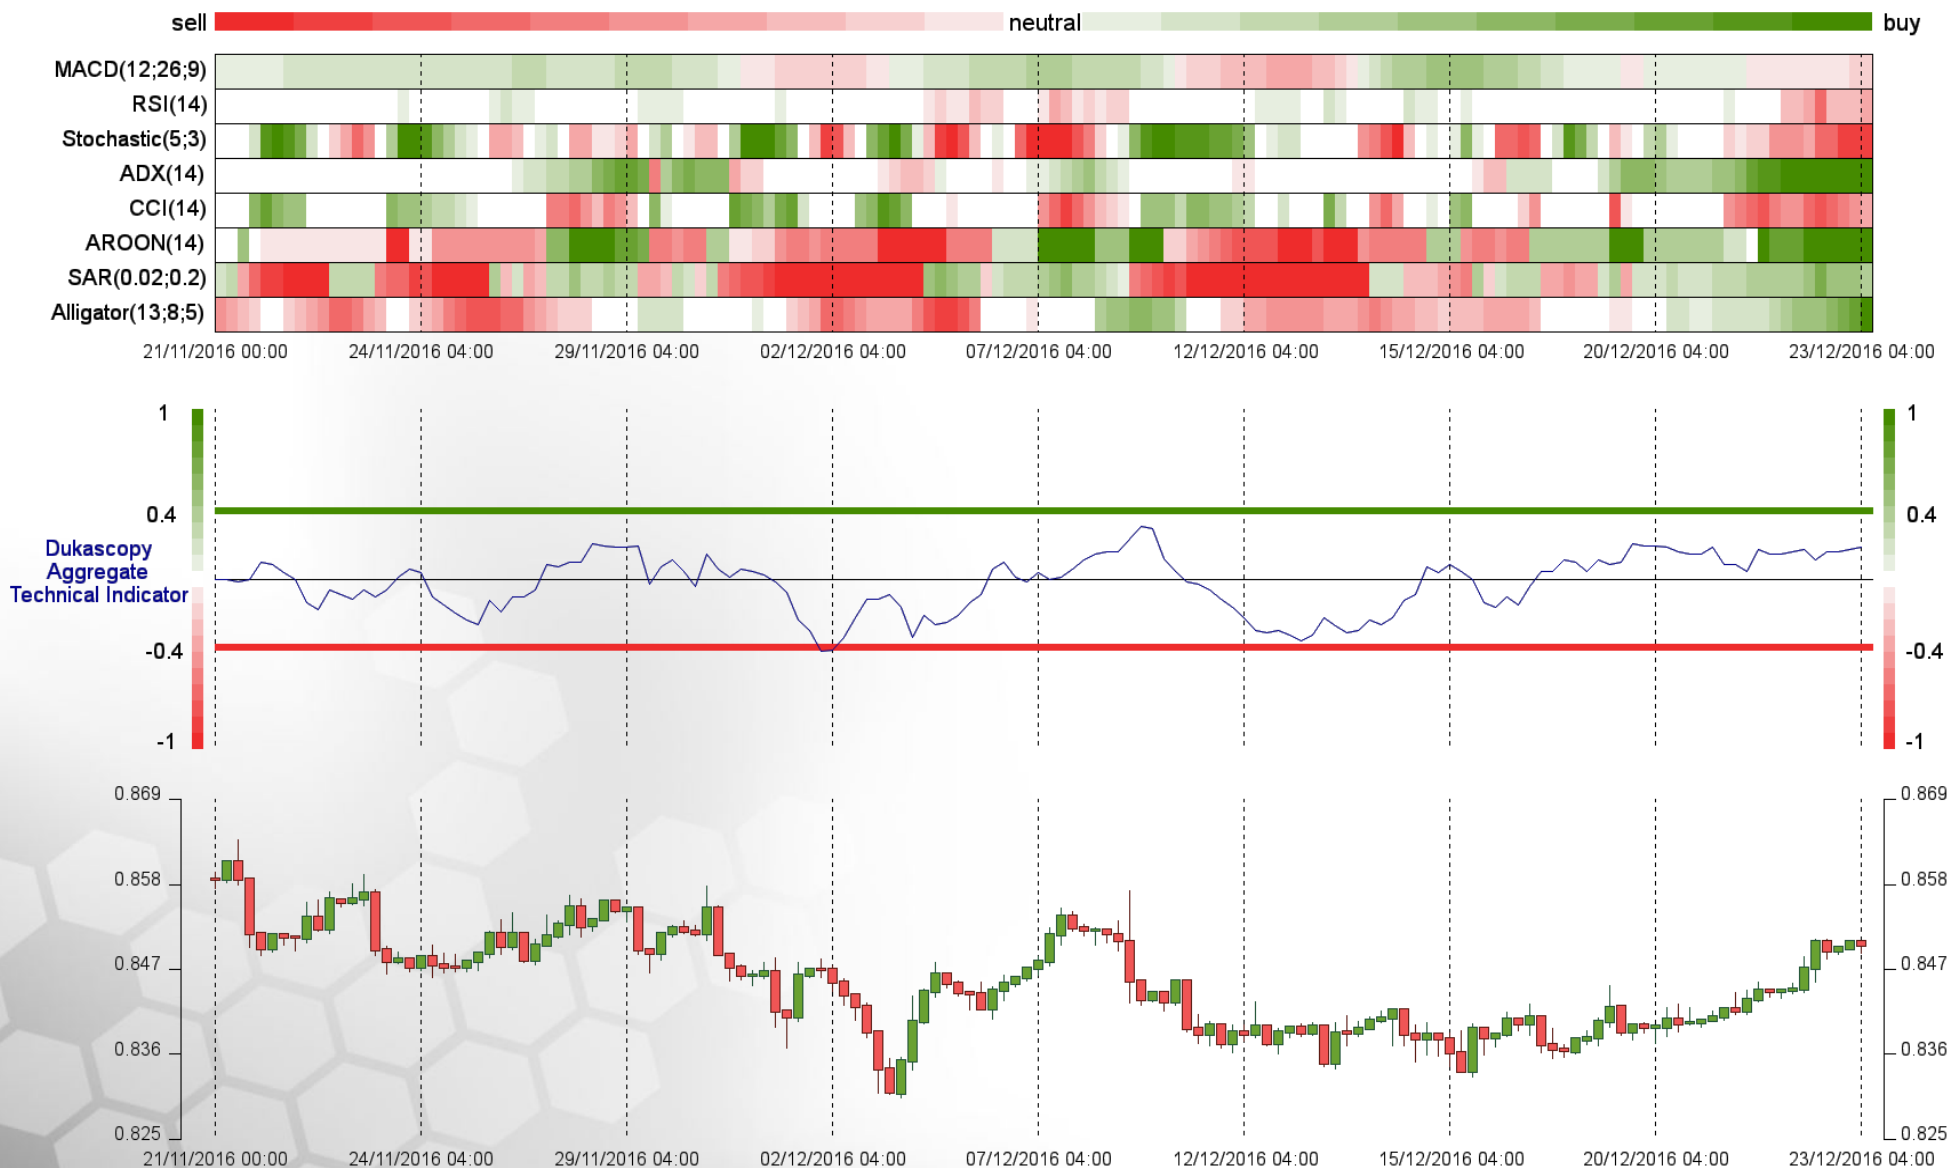 sell neutral buy
MACD(12;26;9)
RSI(14)
Stochastic(5;3)
ADX(14)
CCI(14)
AROON(14)
SAR(0.02;0.2)
Alligator(13;8;5)
21/11/2016 00:00 24/11/2016 04:00 29/11/2016 04:00 02/12/2016 04:00 07/12/2016 04:00 12/12/2016 04:00 15/12/2016 04:00 20/12/2016 04:00 23/12/2016 04:00
1 1
0.4 0.4
Dukascopy
Aggregate
Technical Indicator
-0.4 -0.4
-1 -1
0.869 0.869
0.858 0.858
0.847 0.847
0.836 0.836
0.825 0.825
21/11/2016 00:00 24/11/2016 04:00 29/11/2016 04:00 02/12/2016 04:00 07/12/2016 04:00 12/12/2016 04:00 15/12/2016 04:00 20/12/2016 04:00 23/12/2016 04:00